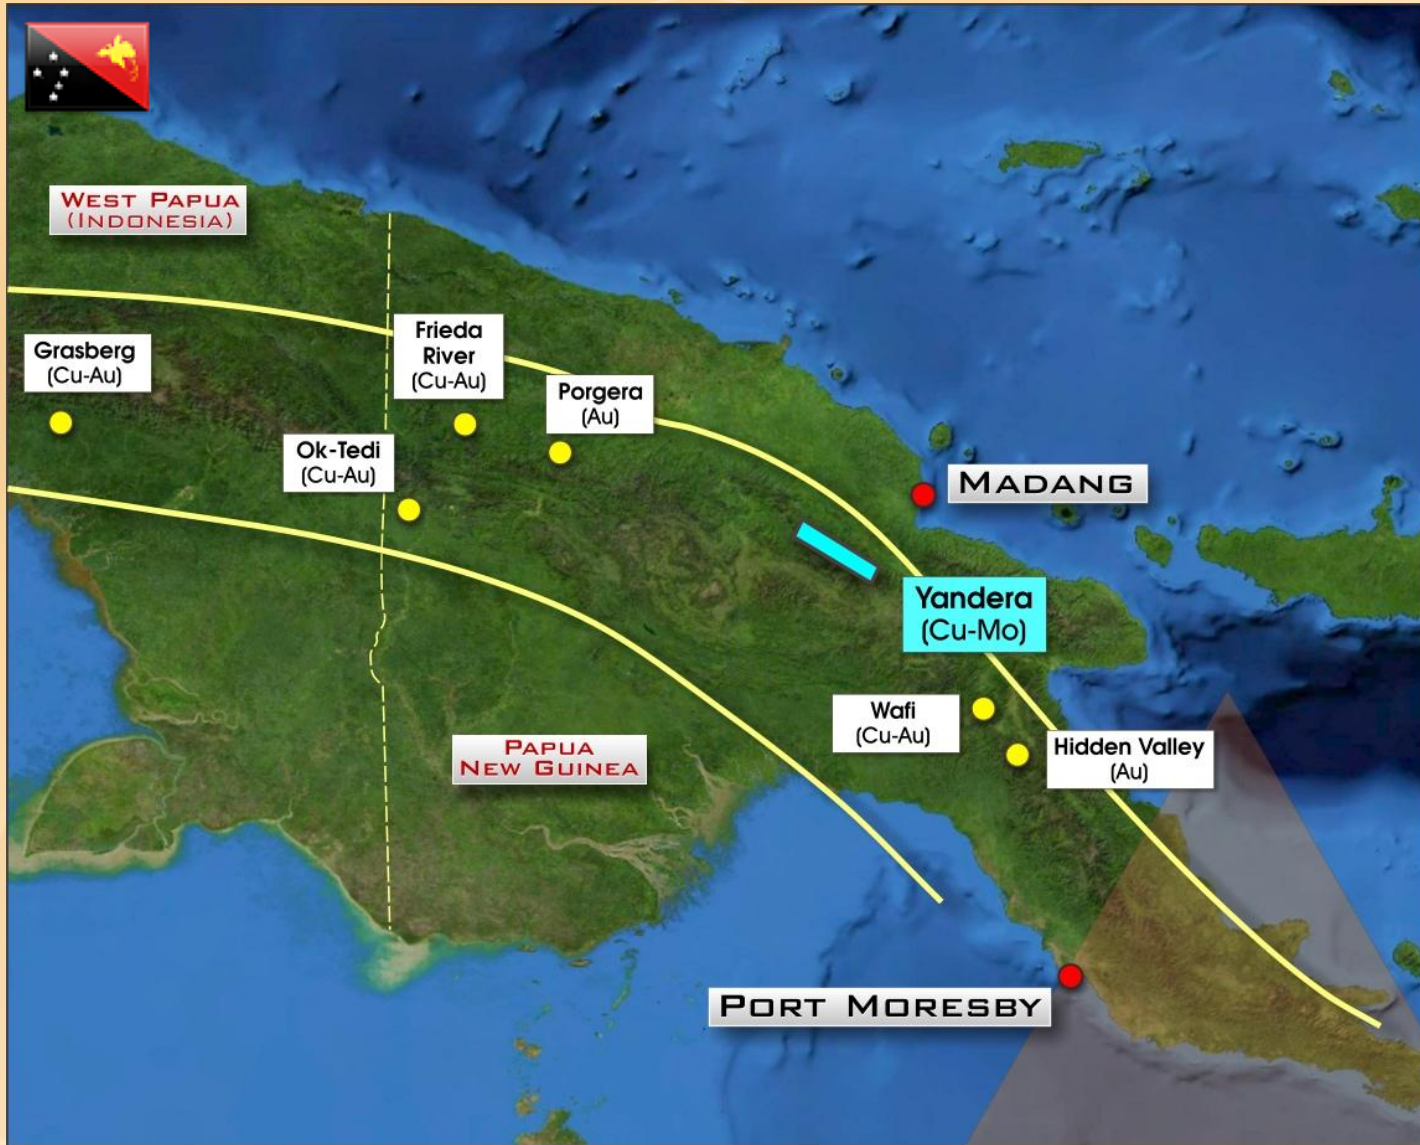 WEST PAPUA
(INDONESIA)
Grasberg
(Cu-Au)
Frieda
River
(Cu-Au)
Porgera
(Au)
Ok-Tedi
(Cu-Au)
MADANG
Yandera
(Cu-Mo)
Wafi
(Cu-Au)
Hidden Valley
(Au)
PAPUA
NEW GUINEA
PORT MORESBY